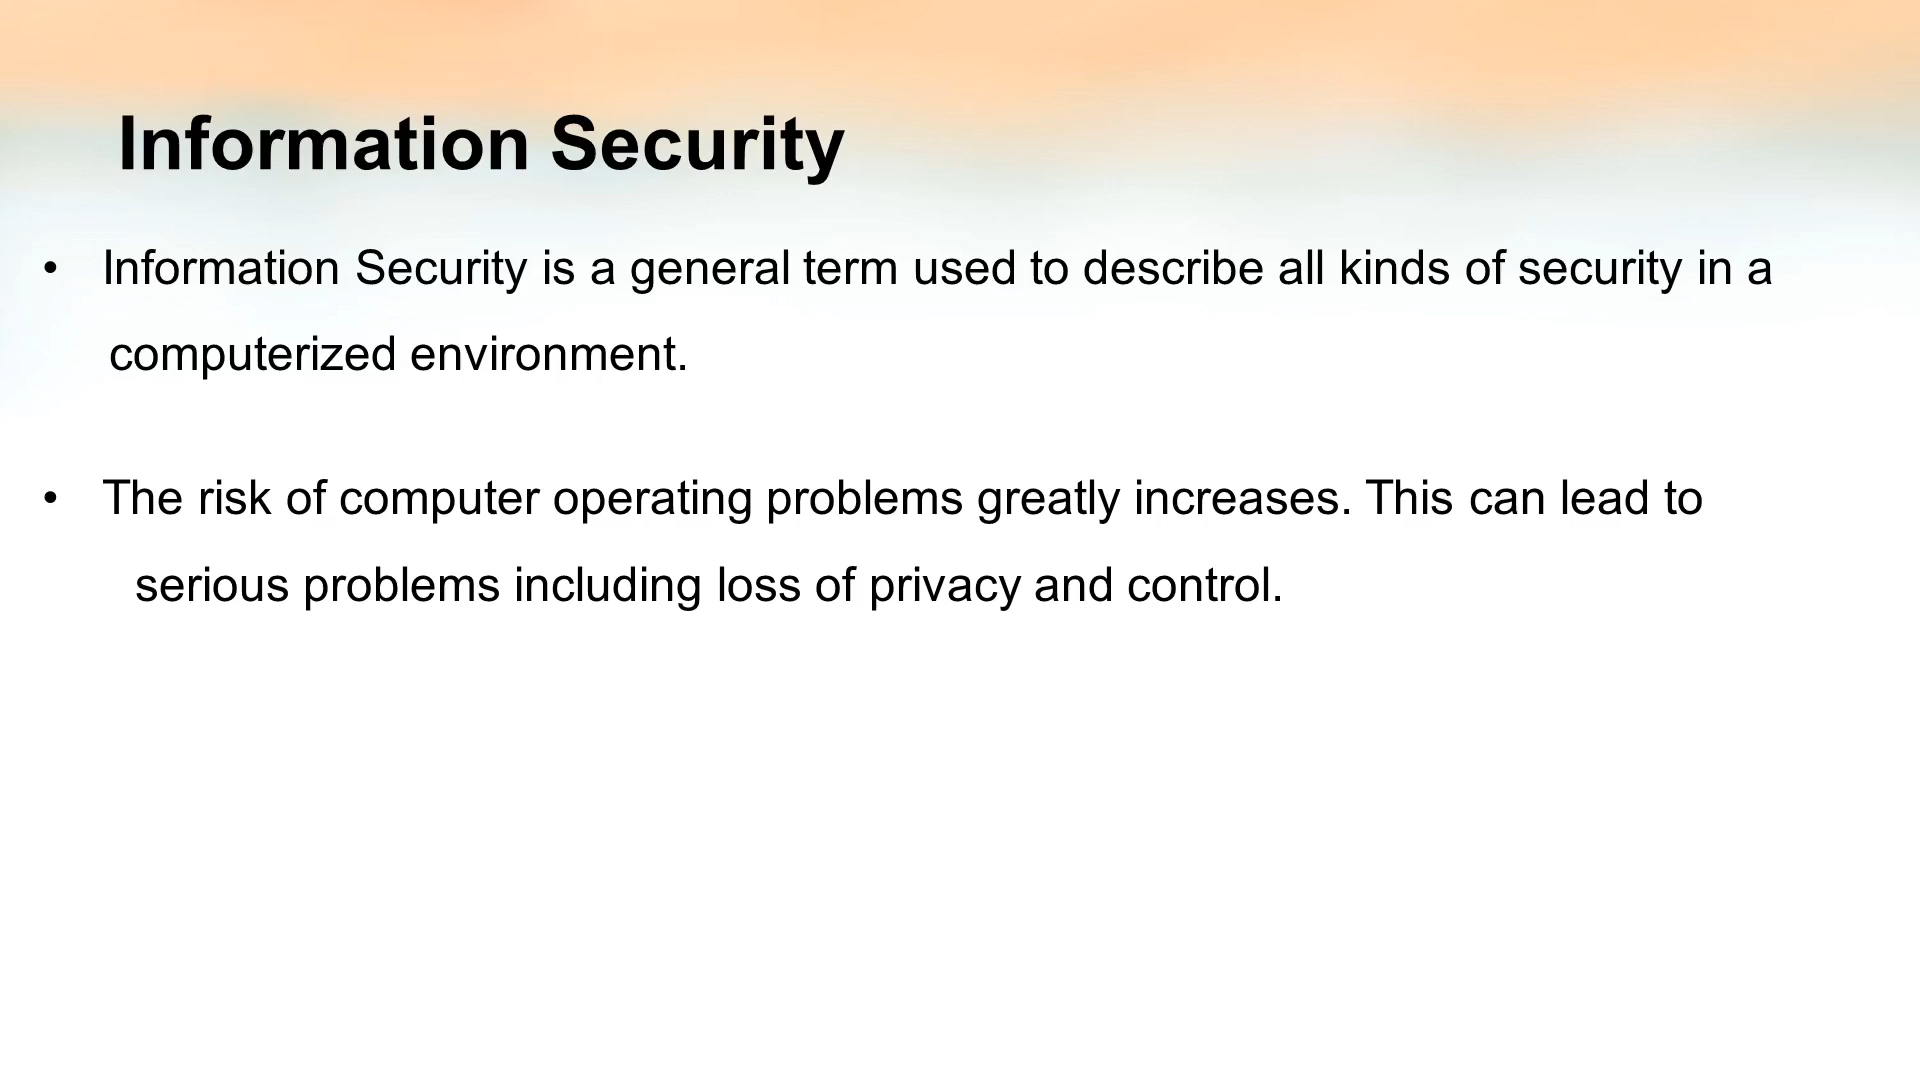 Information Security
• Information Security is a general term used to describe all kinds of security in a
computerized environment.
• The risk of computer operating problems greatly increases. This can lead to
serious problems including loss of privacy and control.